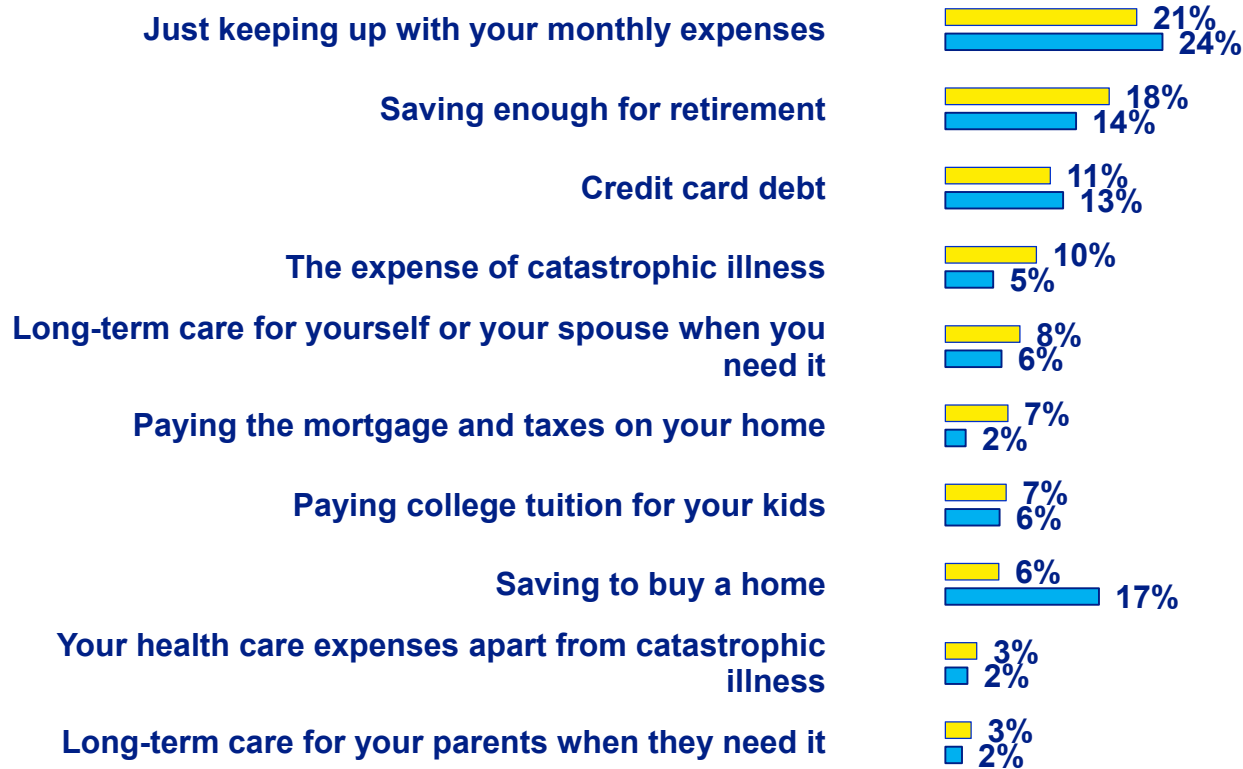 Just keeping up with your monthly expenses
21%
24%
Saving enough for retirement
18%
14%
Credit card debt
11%
13%
The expense of catastrophic illness
10%
5%
Long-term care for yourself or your spouse when you
need it
8%
6%
Paying the mortgage and taxes on your home
7%
2%
Paying college tuition for your kids
7%
6%
Saving to buy a home
6%
17%
Your health care expenses apart from catastrophic
illness
3%
2%
Long-term care for your parents when they need it
3%
2%